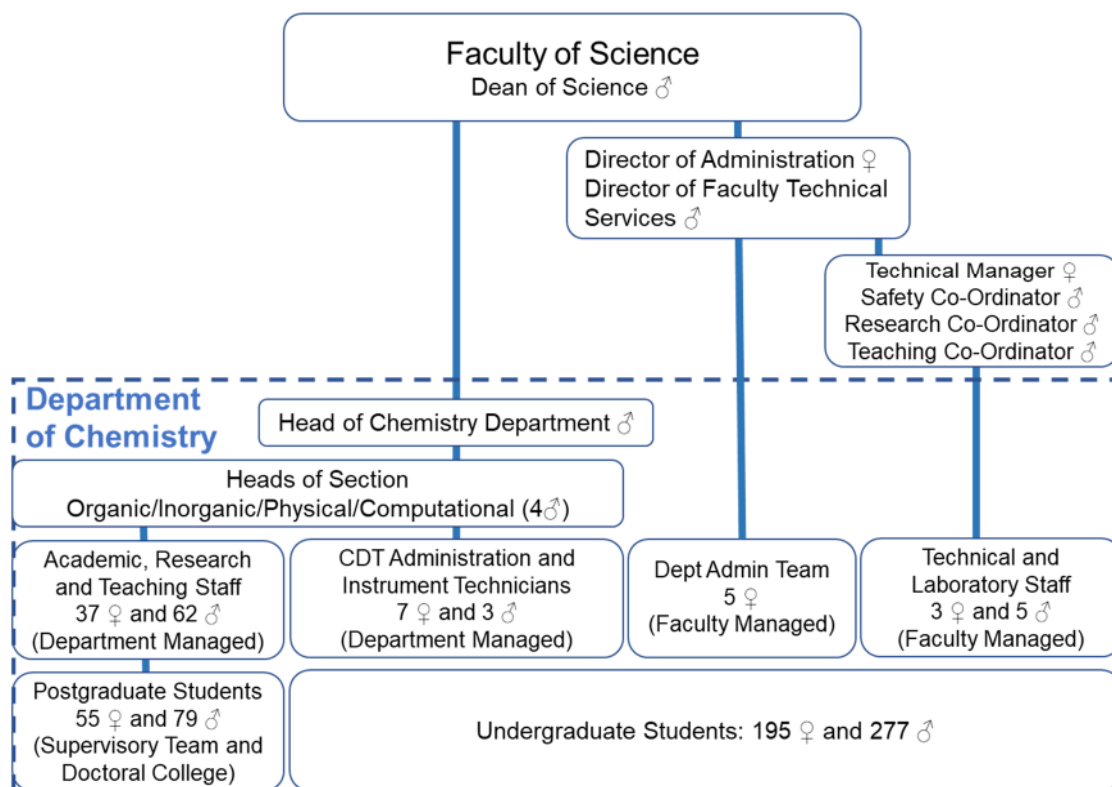 Faculty of Science
Dean of Science ♂
Director of Administration ♀
Director of Faculty Technical
Services ♂
Technical Manager ♀
Safety Co-Ordinator ♂
Research Co-Ordinator ♂
Teaching Co-Ordinator ♂
Department
of Chemistry
Head of Chemistry Department ♂
Heads of Section
Organic/Inorganic/Physical/Computational (4♂)
Academic, Research
and Teaching Staff
37 ♀ and 62 ♂
(Department Managed)
CDT Administration and
Instrument Technicians
7 ♀ and 3 ♂
(Department Managed)
Dept Admin Team
5 ♀
(Faculty Managed)
Technical and
Laboratory Staff
3 ♀ and 5 ♂
(Faculty Managed)
Postgraduate Students
55 ♀ and 79 ♂
(Supervisory Team and
Doctoral College)
Undergraduate Students: 195 ♀ and 277 ♂